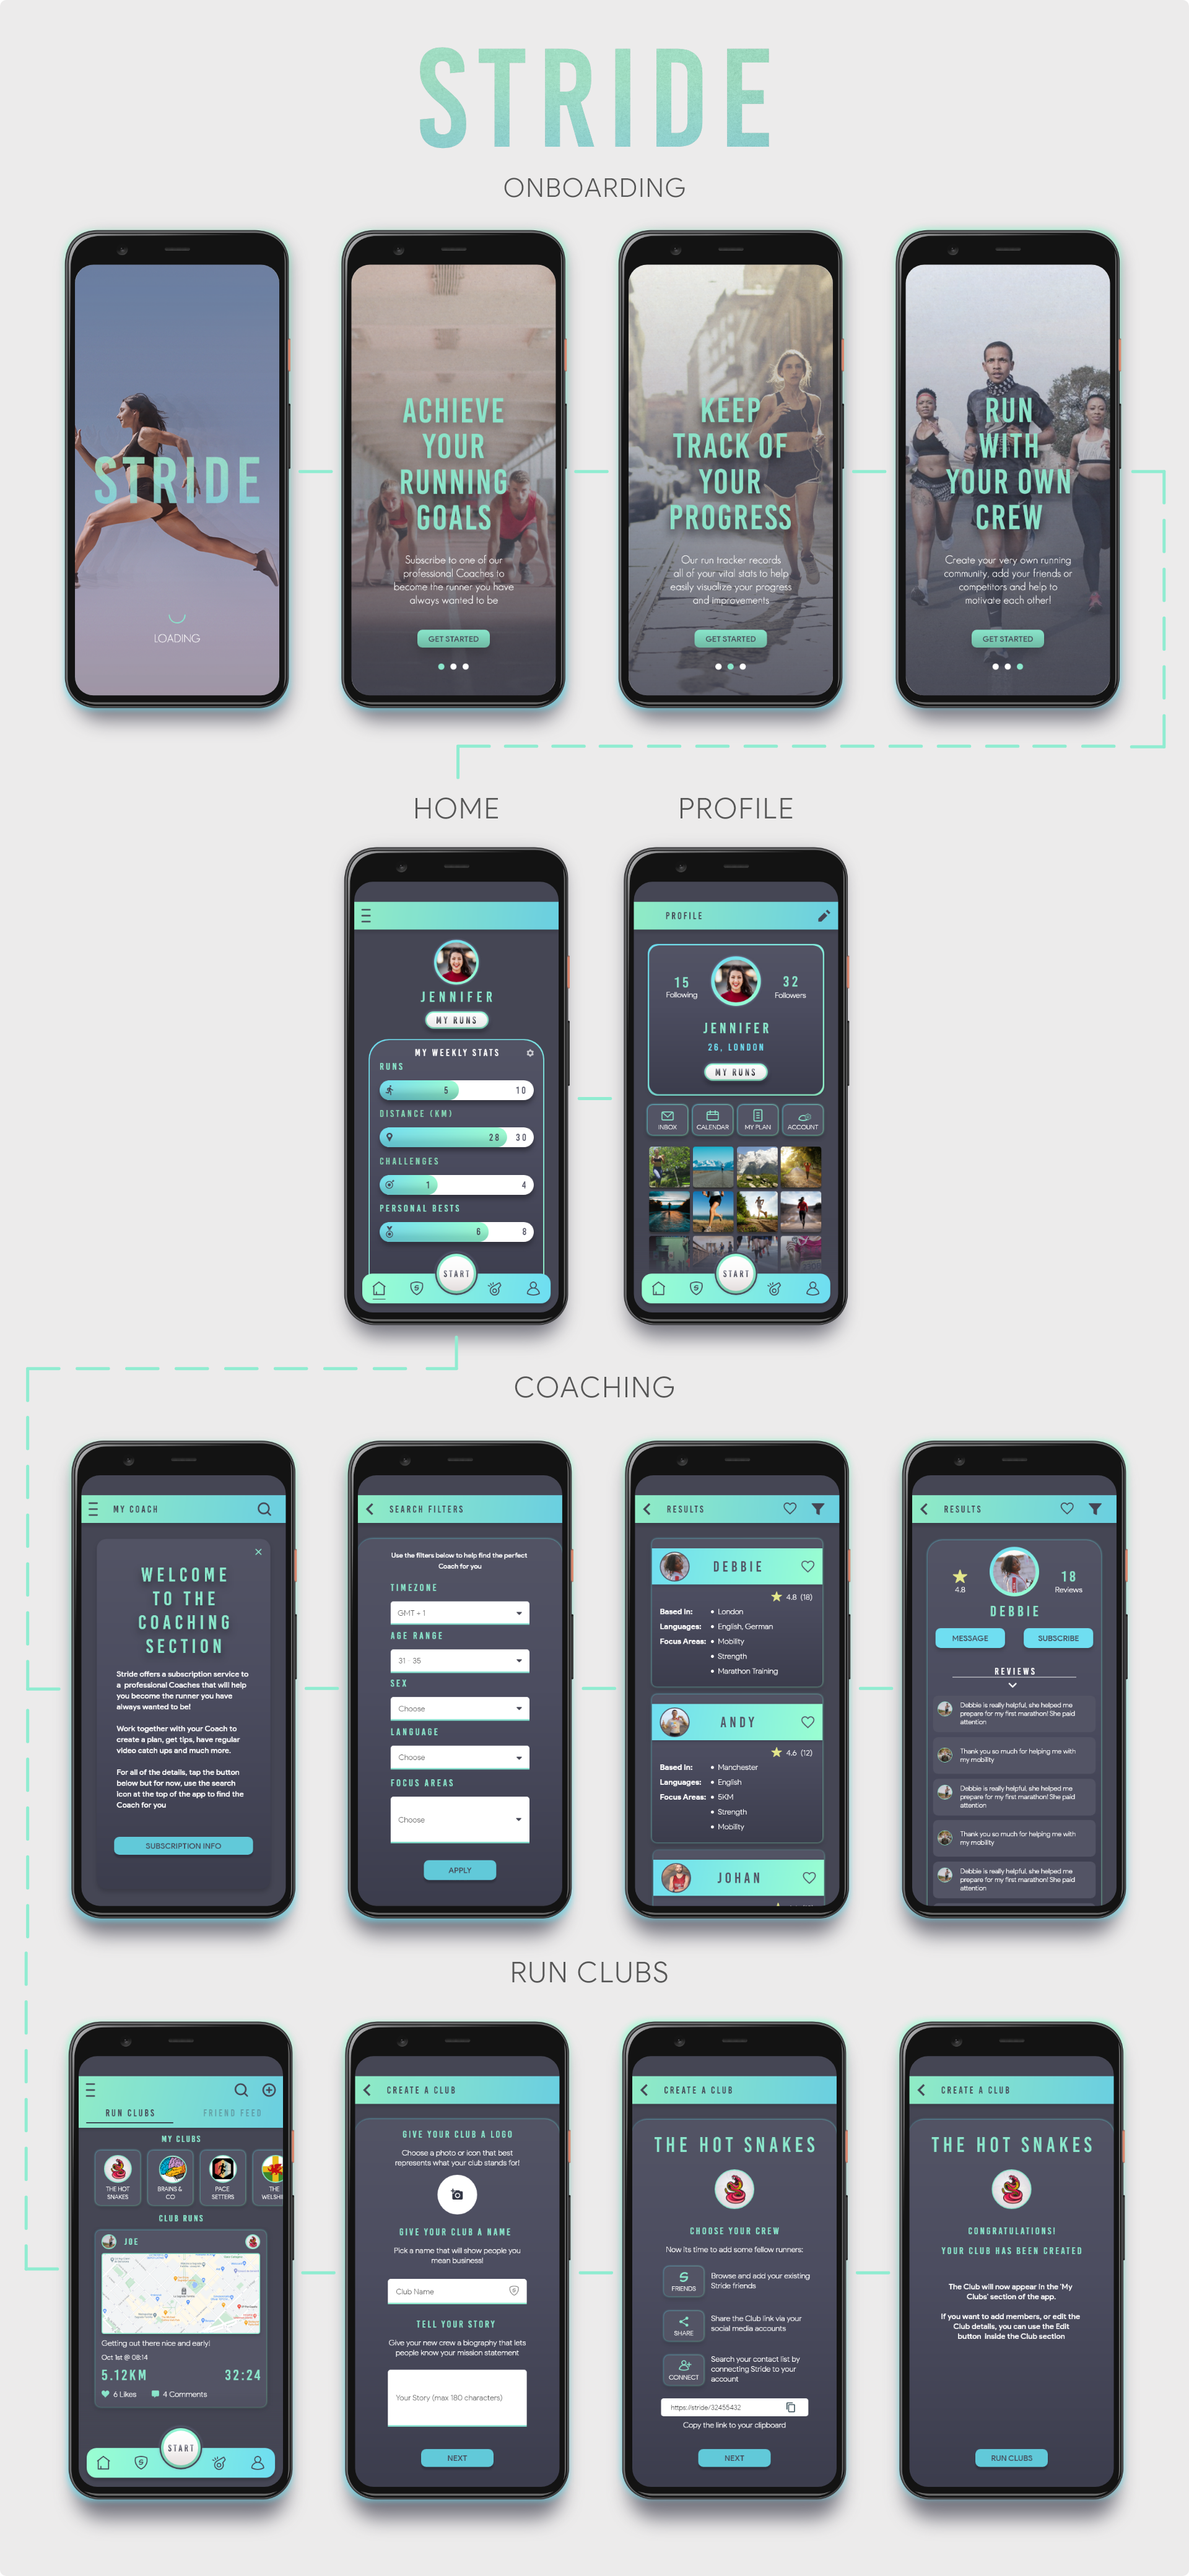 STRIDE
ONBOARDING
STRIDE
LOADING
ACHIEVE
YOUR
RUNNING
GOALS
Subscribe to one of our
professional Coaches to
become the runner you have
always wanted to be
GET STARTED
KEEP
TRACK OF
YOUR
PROGRESS
Our run tracker records
all of your vital stats to help
easily visualize your progress
and improvements
GET STARTED
RUN
WITH
YOUR OWN
CREW
Create your very own running
community, add your friends or
competitors and help to
motivate each other!
GET STARTED
HOME
JENNIFER
MY RUNS
MY WEEKLY STATS
RUNS
5 10
DISTANCE (KM)
28 30
CHALLENGES
1 4
PERSONAL BESTS
6 8
START
PROFILE
PROFILE
15
Following
32
Followers
JENNIFER
26, LONDON
MY RUNS
INBOX
CALENDAR
MY PLAN
ACCOUNT
START
COACHING
MY COACH
WELCOME
TO THE
COACHING
SECTION
Stride offers a subscription service to
a professional Coaches that will help
you become the runner you have
always wanted to be!
Work together with your Coach to
create a plan, get tips, have regular
video catch ups and much more.
For all of the details, tap the button
below but for now, use the search
icon at the top of the app to find the
Coach for you
SUBSCRIPTION INFO
SEARCH FILTERS
Use the filters below to help find the perfect
Coach for you
TIMEZONE
GMT + 1
AGE RANGE
31 - 35
SEX
Choose
LANGUAGE
Choose
FOCUS AREAS
Choose
APPLY
RESULTS
DEBBIE
4.8 (18)
Based in: • London
Languages: • English, German
Focus Areas: • Mobility
• Strength
• Marathon Training
ANDY
4.6 (12)
Based in: • Manchester
Languages: • English
Focus Areas: • 5KM
• Strength
• Mobility
JOHAN
RESULTS
4.8
18
Reviews
DEBBIE
MESSAGE
SUBSCRIBE
REVIEWS
Debbie is really helpful, she helped me
prepare for my first marathon! She paid
attention
Thank you so much for helping me with
my mobility
Debbie is really helpful, she helped me
prepare for my first marathon! She paid
attention
Thank you so much for helping me with
my mobility
Debbie is really helpful, she helped me
prepare for my first marathon! She paid
attention
RUN CLUBS
RUN CLUBS
FRIEND FEED
MY CLUBS
THE HOT
SNAKES
BRAINS &
CO
PACE
SETTERS
THE
WELSHI
CLUB RUNS
JOE
Getting out there nice and early!
Oct 1st @ 08:14
5.12KM 32:24
6 Likes
4 Comments
START
CREATE A CLUB
GIVE YOUR CLUB A LOGO
Choose a photo or icon that best
represents what your club stands for!
GIVE YOUR CLUB A NAME
Pick a name that will show people you
mean business!
Club Name
TELL YOUR STORY
Give your new crew a biography that lets
people know your mission statement
Your Story (max 180 characters)
NEXT
CREATE A CLUB
THE HOT SNAKES
CHOOSE YOUR CREW
Now its time to add some fellow runners:
FRIENDS
Browse and add your existing
Stride friends
SHARE
Share the Club link via your
social media accounts
CONNECT
Search your contact list by
connecting Stride to your
account
https://stride/32455432
Copy the link to your clipboard
NEXT
CREATE A CLUB
THE HOT SNAKES
CONGRATULATIONS!
YOUR CLUB HAS BEEN CREATED
The Club will now appear in the 'My
Clubs' section of the app.
If you want to add members, or edit the
Club details, you can use the Edit
button inside the Club section
RUN CLUBS